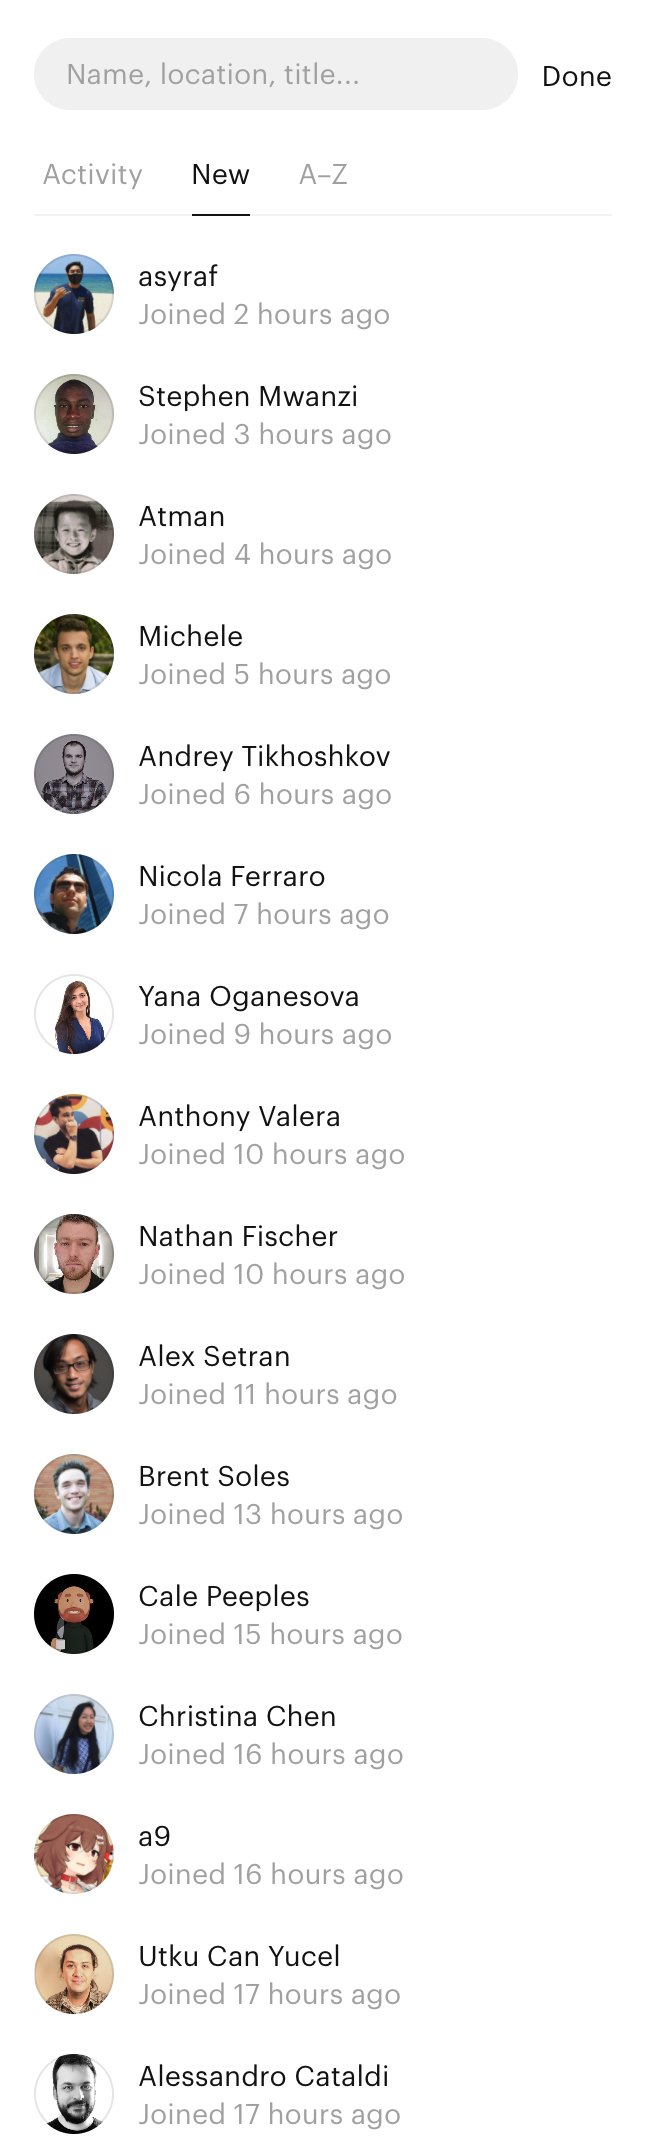 Name, location, title...
Done
Activity
New
A–Z
asyraf
Joined 2 hours ago
Stephen Mwanzi
Joined 3 hours ago
Atman
Joined 4 hours ago
Michele
Joined 5 hours ago
Andrey Tikhoshkov
Joined 6 hours ago
Nicola Ferraro
Joined 7 hours ago
Yana Oganesova
Joined 9 hours ago
Anthony Valera
Joined 10 hours ago
Nathan Fischer
Joined 10 hours ago
Alex Setran
Joined 11 hours ago
Brent Soles
Joined 13 hours ago
Cale Peeples
Joined 15 hours ago
Christina Chen
Joined 16 hours ago
a9
Joined 16 hours ago
Utku Can Yucel
Joined 17 hours ago
Alessandro Cataldi
Joined 17 hours ago